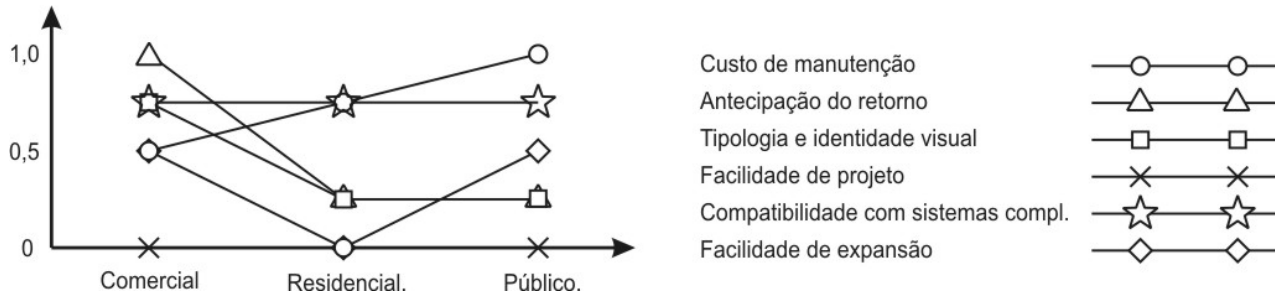 1,0
0,5
0
Comercial
Residencial.
Público.
Custo de manutenção
Antecipação do retorno
Tipologia e identidade visual
Facilidade de projeto
Compatibilidade com sistemas compl.
Facilidade de expansão